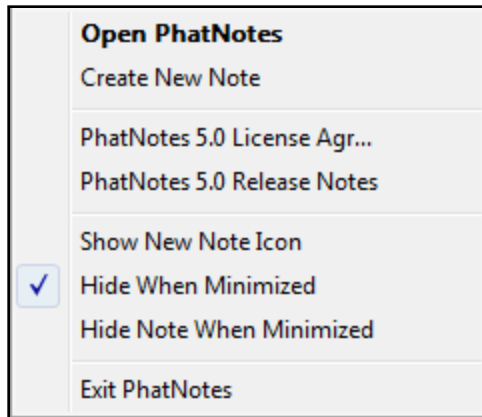 Open PhatNotes
Create New Note
PhatNotes 5.0 License Agr...
PhatNotes 5.0 Release Notes
Show New Note Icon
Hide When Minimized
Hide Note When Minimized
Exit PhatNotes